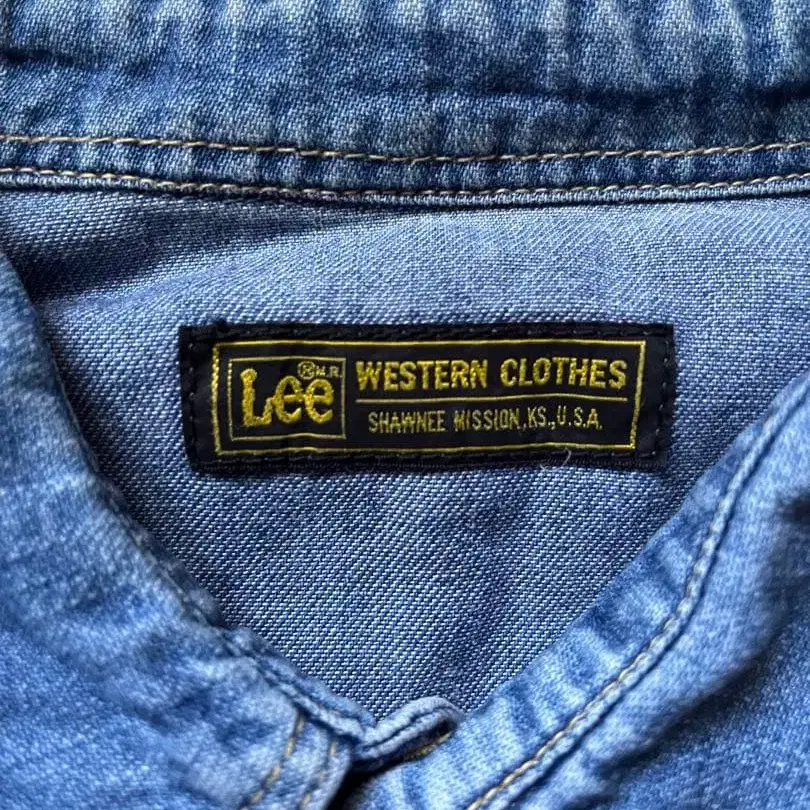 Lee ® M.R.
WESTERN CLOTHES
SHAWNEE MISSION, KS., U.S.A.